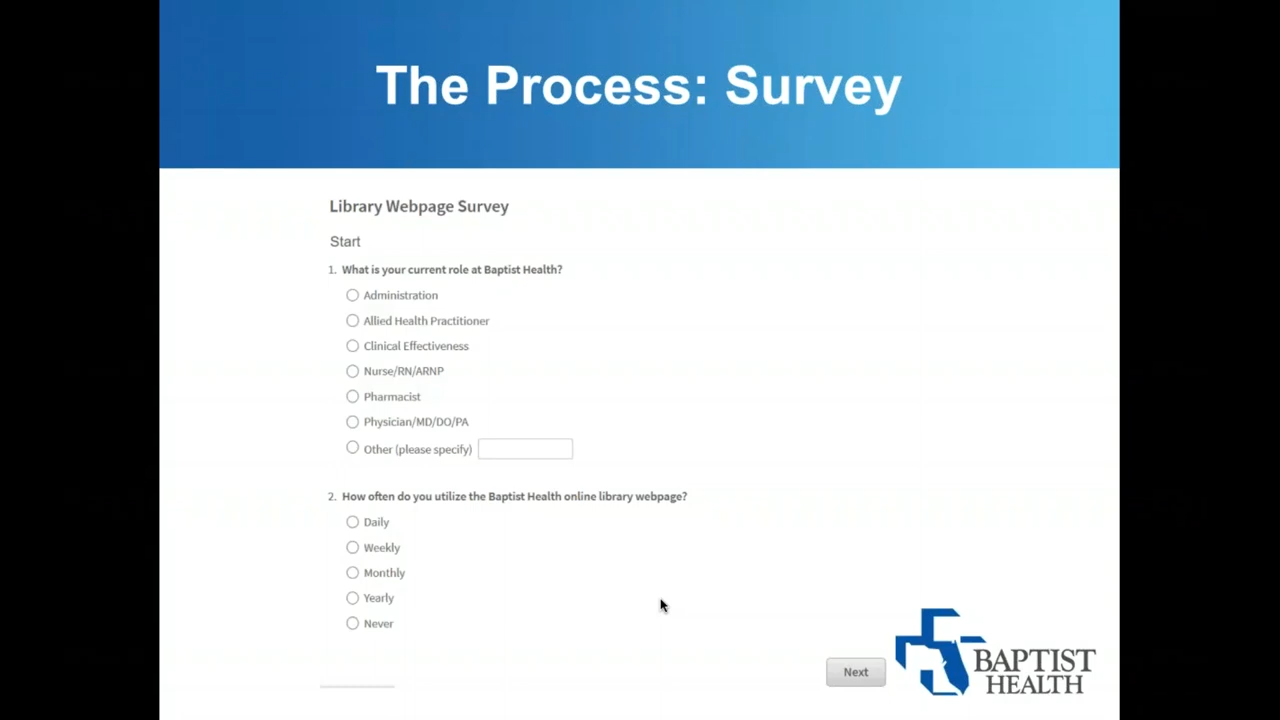 The Process: Survey
Library Webpage Survey
Start
1. What is your current role at Baptist Health?
Administration
Allied Health Practitioner
Clinical Effectiveness
Nurse/RN/ARNP
Pharmacist
Physician/MD/DO/PA
Other (please specify)
2. How often do you utilize the Baptist Health online library webpage?
Daily
Weekly
Monthly
Yearly
Never
Next
BAPTIST
HEALTH